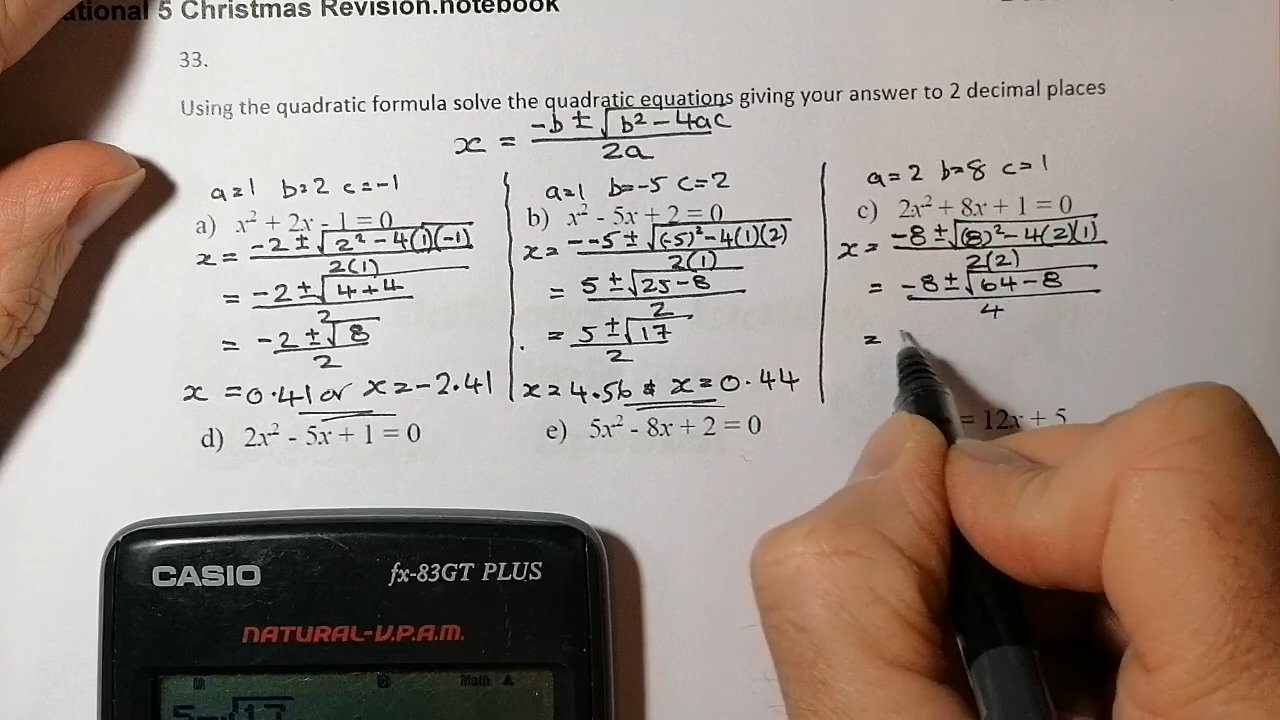 ational 5 Christmas Revision.notebook
33.
Using the quadratic formula solve the quadratic equations giving your answer to 2 decimal places
x = (-b ± √(b² - 4ac))/2a
a=1 b=2 c=-1
a) x² + 2x - 1 = 0
x = (-2 ± √(2² - 4(1)(-1)))/2(1)
= (-2 ± √(4+4))/2
= (-2 ± √8)/2
x = 0.41 or x = -2.41
a=1 b=-5 c=2
b) x² - 5x + 2 = 0
x = (--5 ± √((-5)² - 4(1)(2)))/2(1)
= (5 ± √(25-8))/2
= (5 ± √17)/2
x = 4.56 & x = 0.44
a=2 b=8 c=1
c) 2x² + 8x + 1 = 0
x = (-8 ± √((8)² - 4(2)(1)))/2(2)
= (-8 ± √(64-8))/4
=
d) 2x² - 5x + 1 = 0
e) 5x² - 8x + 2 = 0
= 12x + 5
CASIO fx-83GT PLUS
NATURAL-V.P.A.M.
Math ▲
5-√17